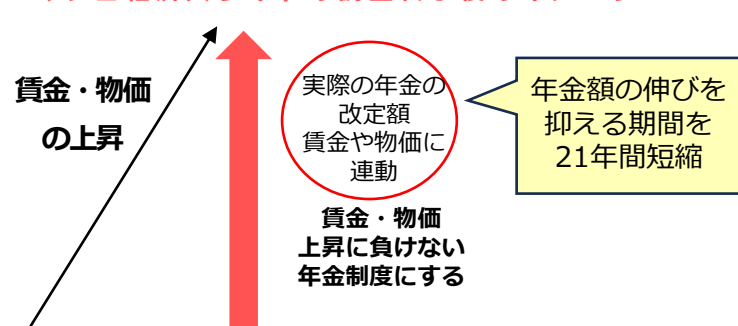 賃金・物価
の上昇
実際の年金の
改定額
賃金や物価に
連動
年金額の伸びを
抑える期間を
21年間短縮
賃金・物価
上昇に負けない
年金制度にする